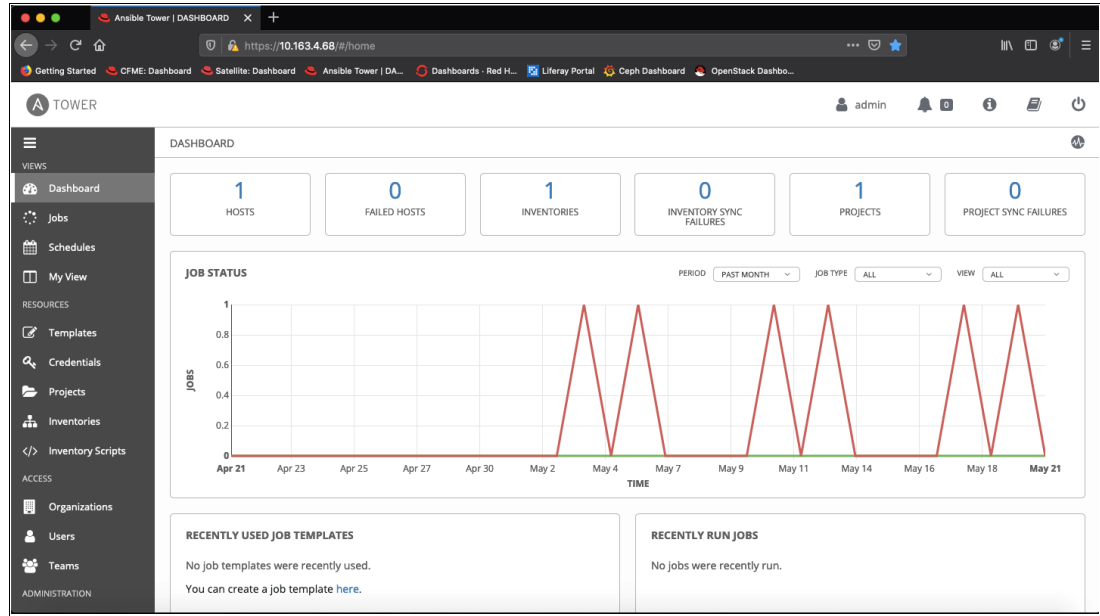 Ansible Tower | DASHBOARD
https://10.163.4.68/#/home
Getting Started CFME: Dashboard Satellite: Dashboard Ansible Tower | DA... Dashboards - Red H... Liferay Portal Ceph Dashboard OpenStack Dashbo...
A TOWER
admin 0
VIEWS
Dashboard
Jobs
Schedules
My View
RESOURCES
Templates
Credentials
Projects
Inventories
Inventory Scripts
ACCESS
Organizations
Users
Teams
ADMINISTRATION
DASHBOARD
1
HOSTS
0
FAILED HOSTS
1
INVENTORIES
0
INVENTORY SYNC
FAILURES
1
PROJECTS
0
PROJECT SYNC FAILURES
JOB STATUS
PERIOD PAST MONTH JOB TYPE ALL VIEW ALL
JOBS
1
0.8
0.6
0.4
0.2
0
Apr 21 Apr 23 Apr 25 Apr 27 Apr 30 May 2 May 4 May 7 May 9 May 11 May 14 May 16 May 18 May 21
TIME
RECENTLY USED JOB TEMPLATES
No job templates were recently used.
You can create a job template here.
RECENTLY RUN JOBS
No jobs were recently run.